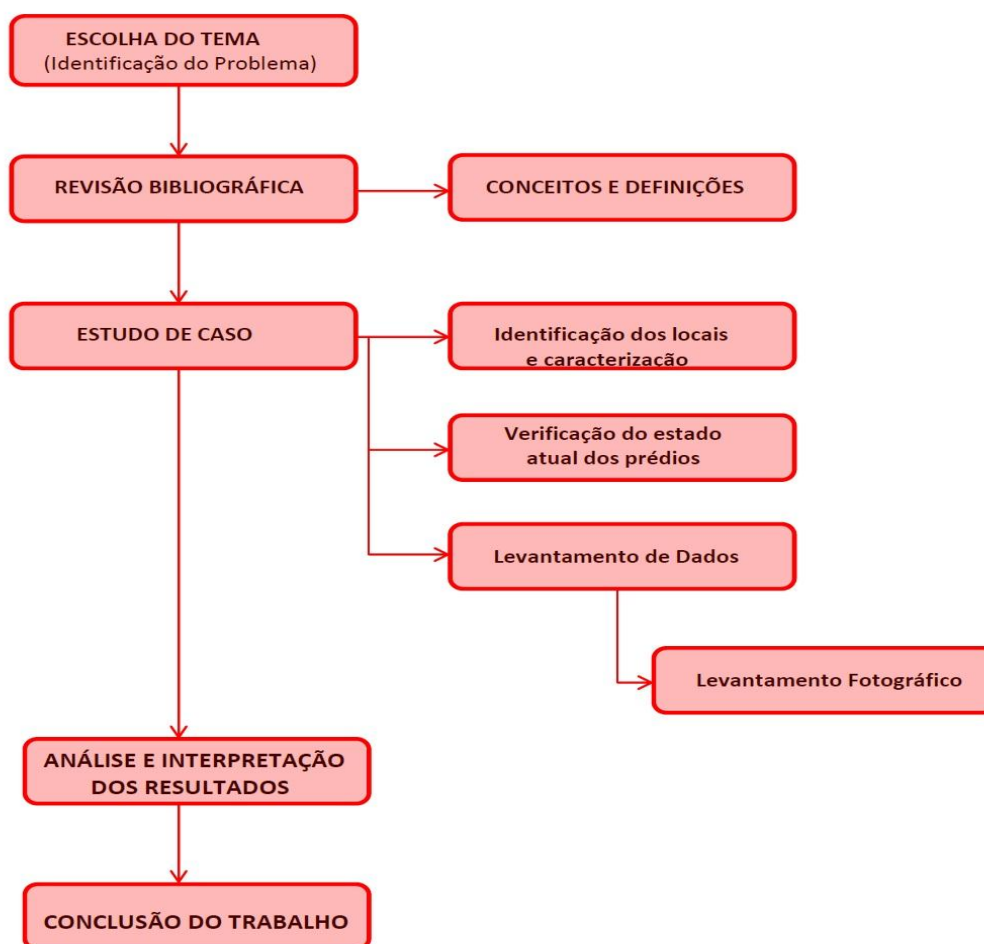 ESCOLHA DO TEMA
(Identificação do Problema)
REVISÃO BIBLIOGRÁFICA
CONCEITOS E DEFINIÇÕES
ESTUDO DE CASO
Identificação dos locais
e caracterização
Verificação do estado
atual dos prédios
Levantamento de Dados
Levantamento Fotográfico
ANÁLISE E INTERPRETAÇÃO
DOS RESULTADOS
CONCLUSÃO DO TRABALHO